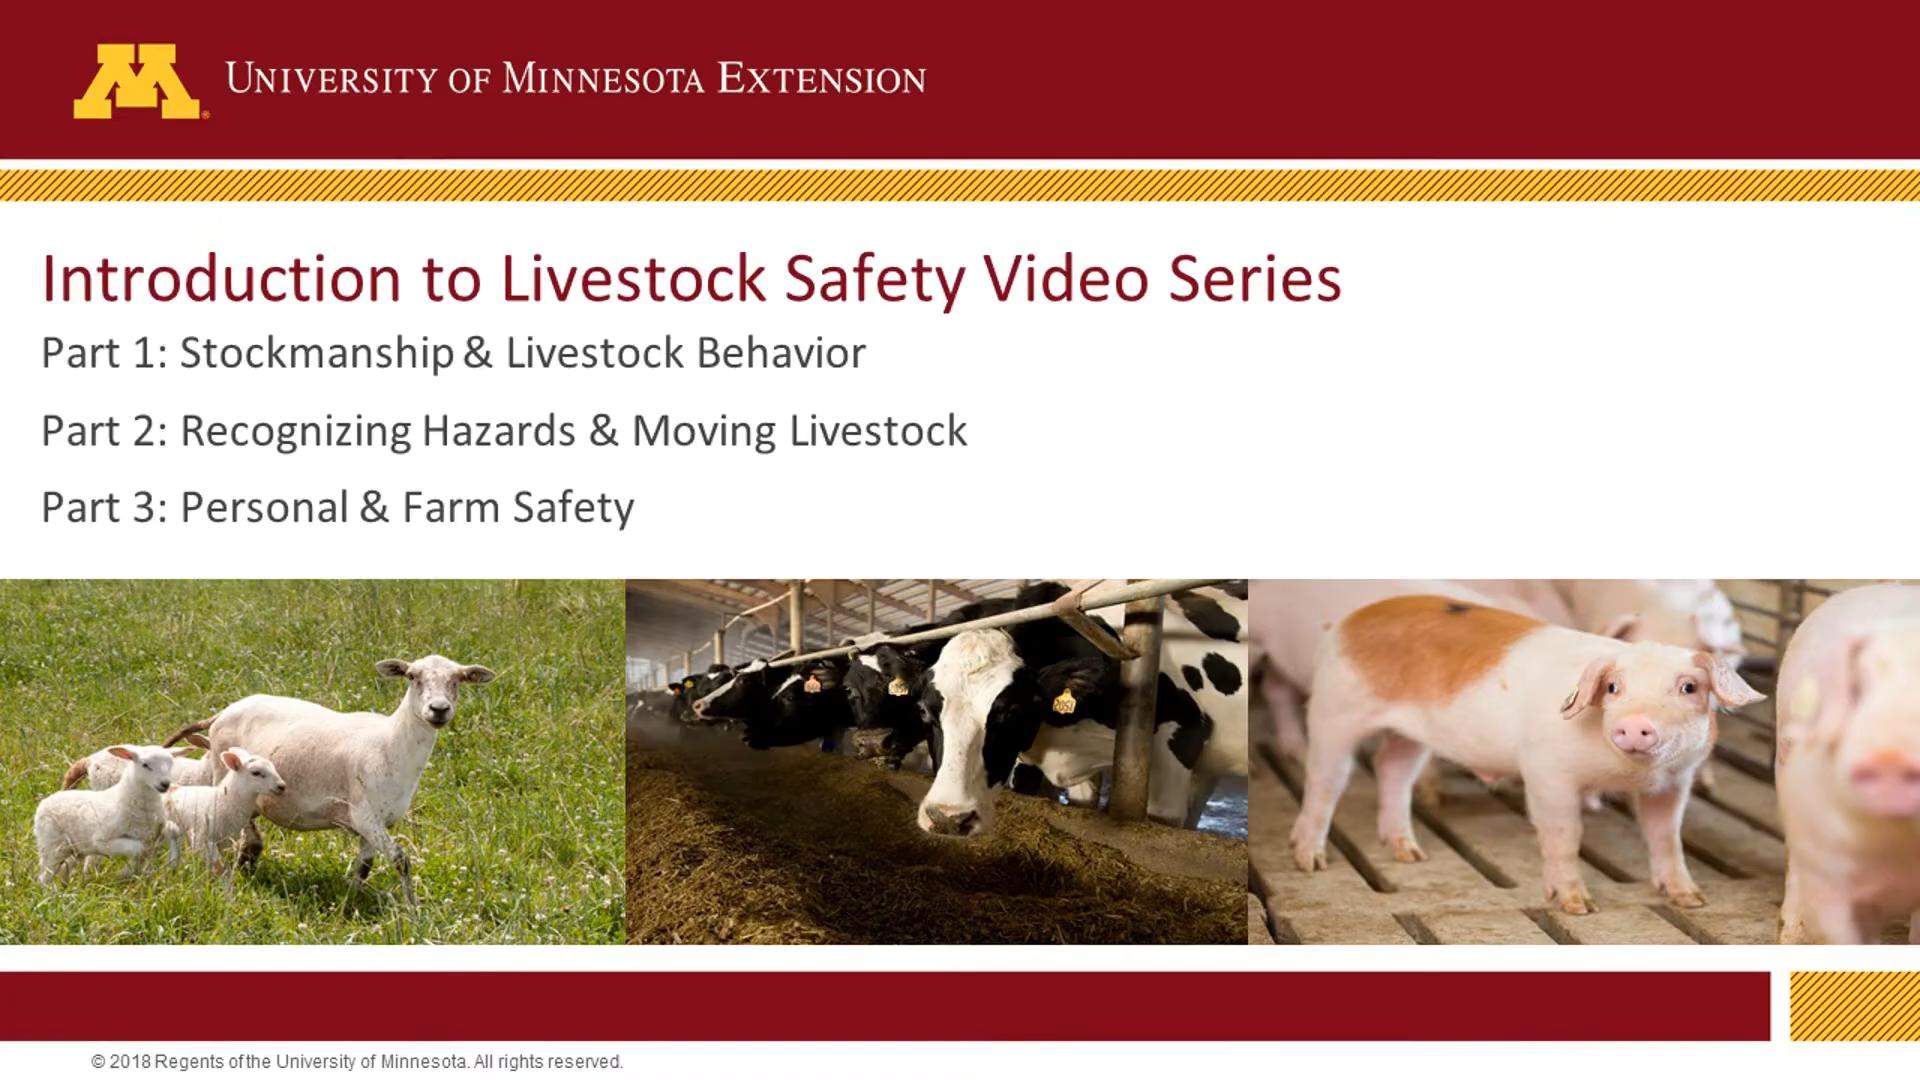 M
UNIVERSITY OF MINNESOTA EXTENSION
Introduction to Livestock Safety Video Series
Part 1: Stockmanship & Livestock Behavior
Part 2: Recognizing Hazards & Moving Livestock
Part 3: Personal & Farm Safety
© 2018 Regents of the University of Minnesota. All rights reserved.